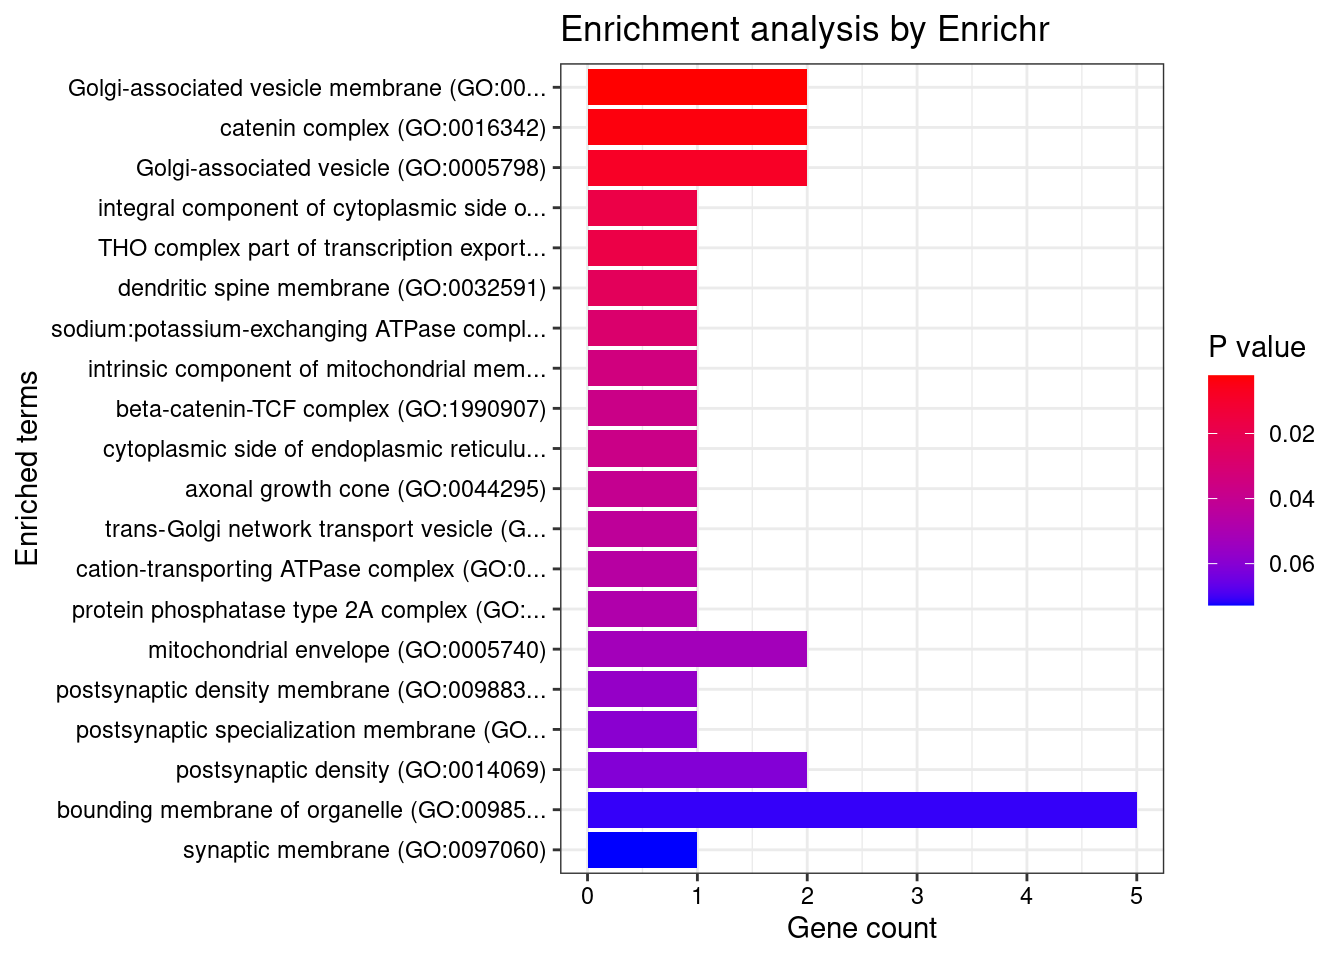 Enrichment analysis by Enrichr
Golgi-associated vesicle membrane (GO:00...
catenin complex (GO:0016342)
Golgi-associated vesicle (GO:0005798)
integral component of cytoplasmic side o...
THO complex part of transcription export...
dendritic spine membrane (GO:0032591)
sodium:potassium-exchanging ATPase compl...
intrinsic component of mitochondrial mem...
beta-catenin-TCF complex (GO:1990907)
cytoplasmic side of endoplasmic reticulu...
axonal growth cone (GO:0044295)
trans-Golgi network transport vesicle (G...
cation-transporting ATPase complex (GO:0...
protein phosphatase type 2A complex (GO:...
mitochondrial envelope (GO:0005740)
postsynaptic density membrane (GO:009883...
postsynaptic specialization membrane (GO...
postsynaptic density (GO:0014069)
bounding membrane of organelle (GO:00985...
synaptic membrane (GO:0097060)
Enriched terms
0 1 2 3 4 5
Gene count
P value
0.02
0.04
0.06